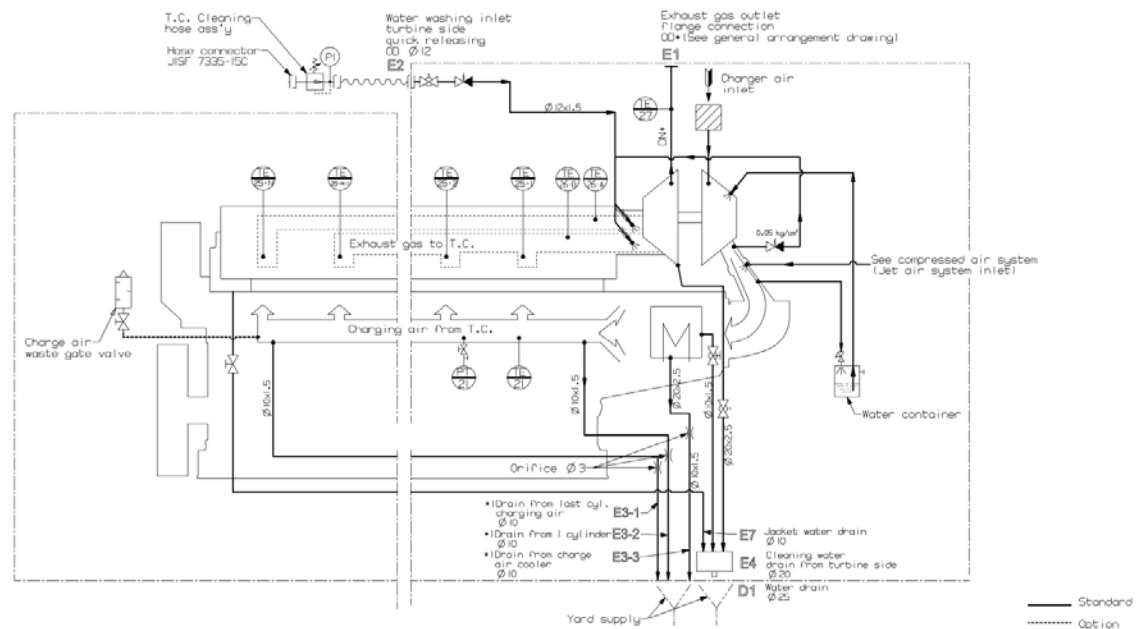 T.C. Cleaning
hose ass'y
Hose connector
JISF 7335-15C
PI
Water washing inlet
turbine side
quick releasing
OD Ø12
E2
Exhaust gas outlet
flange connection
OD*(See general arrangement drawing)
E1
Charger air
inlet
TE
27
DN*
Ø12x1.5
TE
25-N
TE
TE
25-2
TE
25-1
TE
TE
Exhaust gas to T.C.
0.05 kg/cm²
See compressed air system
(Jet air system inlet)
Charge air
waste gate valve
Charging air from T.C.
M
PT
21
TE
21
Ø10x1.5
Ø10x1.5
Ø20x2.5
Ø10x1.5
Ø20x2.5
Ø10x1.5
Water container
Orifice Ø3
*)Drain from last cyl.
charging air
Ø10
E3-1
*)Drain from 1 cylinder
Ø10
E3-2
*)Drain from charge
air cooler
Ø10
E3-3
E7
Jacket water drain
Ø10
E4
Cleaning water
drain from turbine side
Ø20
D1
Water drain
Ø25
Yard supply
Standard
Option